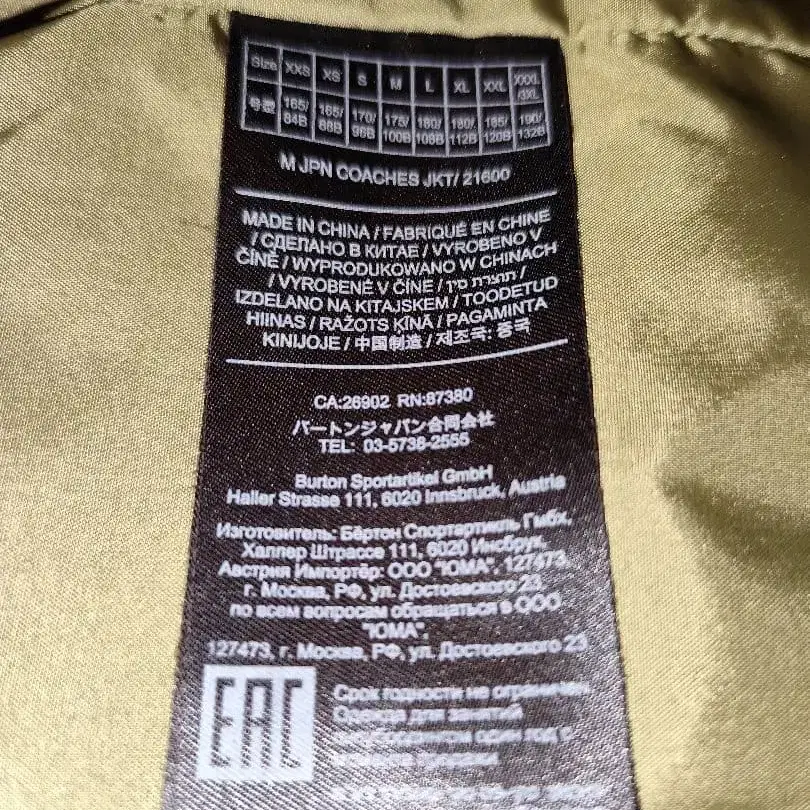 Size XXS XS S M L XL XXL XXXL/3XL
号型 165/84B 165/88B 170/96B 175/100B 180/108B 180/112B 185/120B 190/132B
M JPN COACHES JKT/ 21600
MADE IN CHINA / FABRIQUÉ EN CHINE
/ СДЕЛАНО В КИТАЕ / VYROBENO V
ČÍNĚ / WYPRODUKOWANO W CHINACH
/ VYROBENÉ V ČÍNE / תוצרת סין /
IZDELANO NA KITAJSKEM / TOODETUD
HIINAS / RAŽOTS ĶĪNĀ / PAGAMINTA
KINIJOJE / 中国制造 / 제조국: 중국
CA:26902 RN:87380
バートンジャパン合同会社
TEL: 03-5738-2555
Burton Sportartikel GmbH
Haller Strasse 111, 6020 Innsbruck, Austria
Изготовитель: Бёртон Спортартикль Гмбх,
Халлер Штрассе 111, 6020 Инсбрук,
Австрия Импортёр: ООО "ЮМА", 127473,
г. Москва, РФ, ул. Достоевского 23
по всем вопросам обращаться в ООО
"ЮМА",
127473, г. Москва, РФ, ул. Достоевского 23
EAC
Срок годности не ограничен
Одежда для занятий
один год с